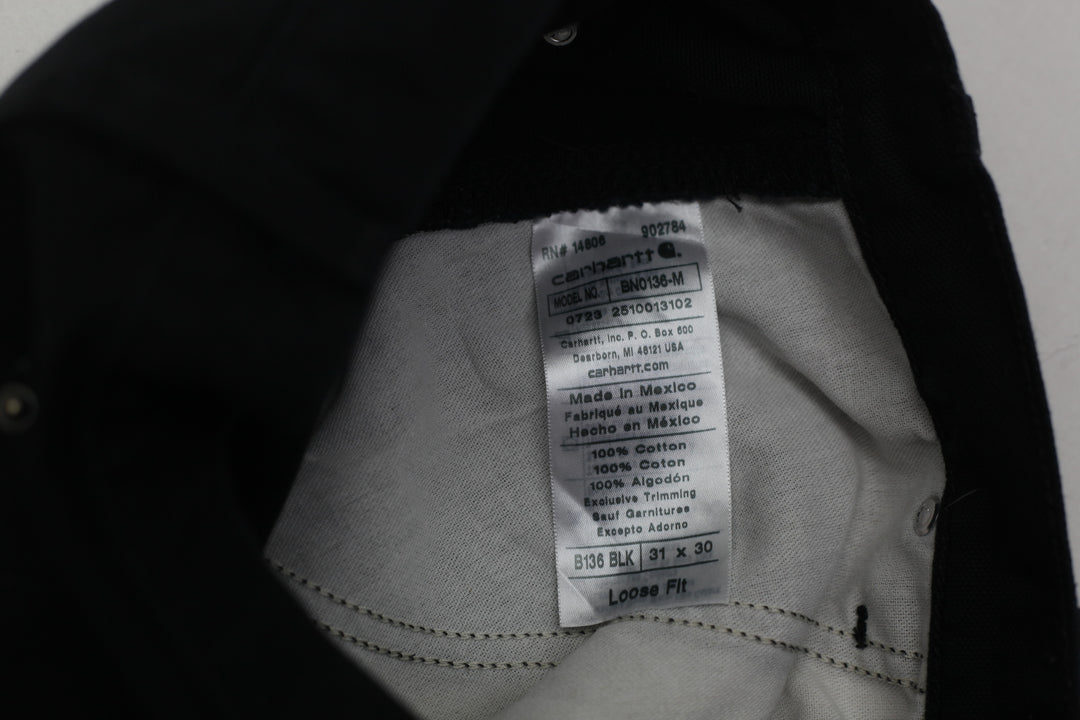 RN# 14806 902784
carhartt
MODEL NO. BN0136-M
0723 2510013102
Carhartt, Inc. P. O. Box 600
Dearborn, MI 48121 USA
carhartt.com
Made in Mexico
Fabriqué au Mexique
Hecho en México
100% Cotton
100% Coton
100% Algodón
Exclusive Trimming
Sauf Garnitures
Excepto Adorno
B136 BLK 31 x 30
Loose Fit